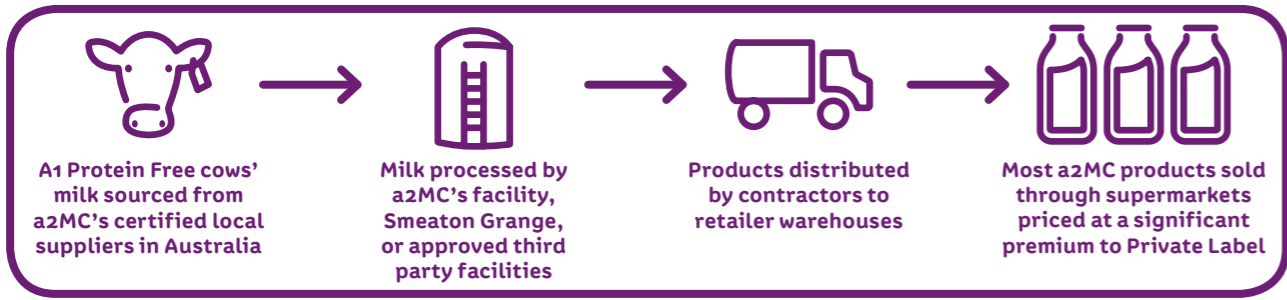 A1 Protein Free cows’
milk sourced from
a2MC’s certified local
suppliers in Australia
Milk processed by
a2MC’s facility,
Smeaton Grange,
or approved third
party facilities
Products distributed
by contractors to
retailer warehouses
Most a2MC products sold
through supermarkets
priced at a significant
premium to Private Label